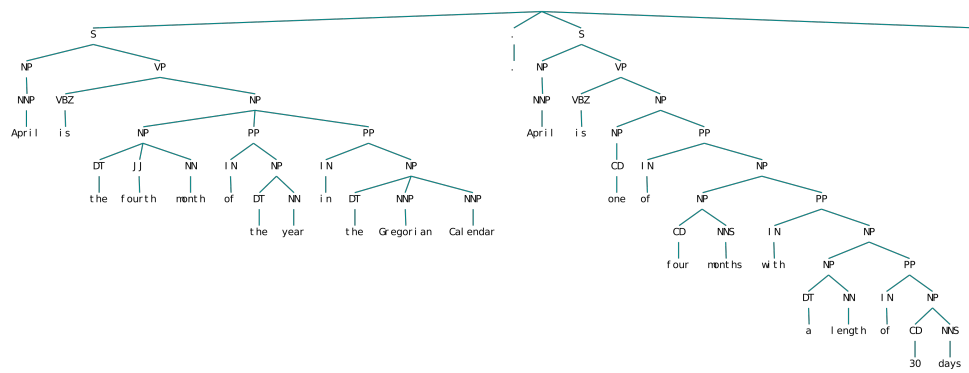 S . S
NP VP . NP VP
NNP VBZ NP NNP VBZ NP
April is NP PP PP April is NP PP
DT JJ NN IN NP IN NP CD IN NP
the fourth month of DT NN in DT NNP NNP one of NP PP
the year the Gregorian Calendar CD NNS IN NP
four months with NP PP
DT NN IN NP
a length of CD NNS
30 days